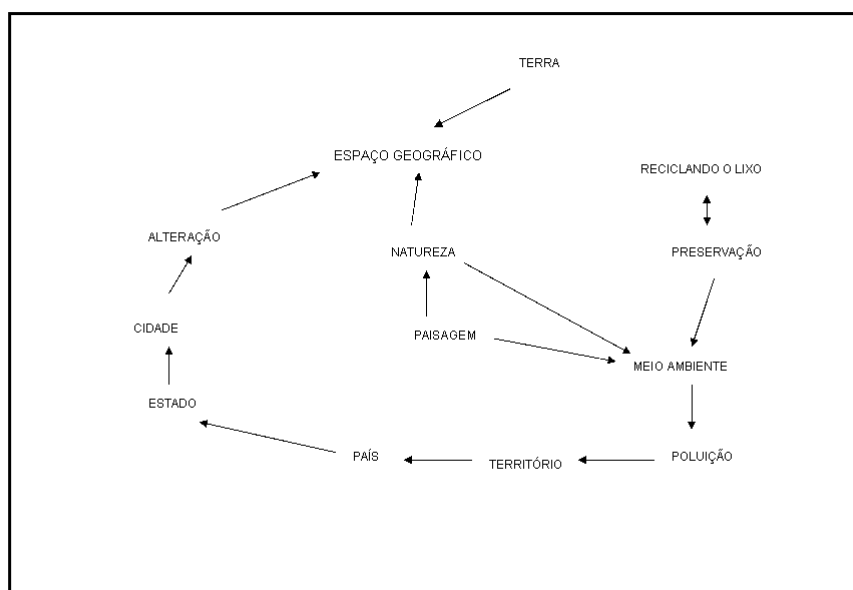 TERRA
ESPAÇO GEOGRÁFICO
RECICLANDO O LIXO
ALTERAÇÃO
NATUREZA
PRESERVAÇÃO
CIDADE
PAISAGEM
MEIO AMBIENTE
ESTADO
PAÍS
TERRITÓRIO
POLUIÇÃO